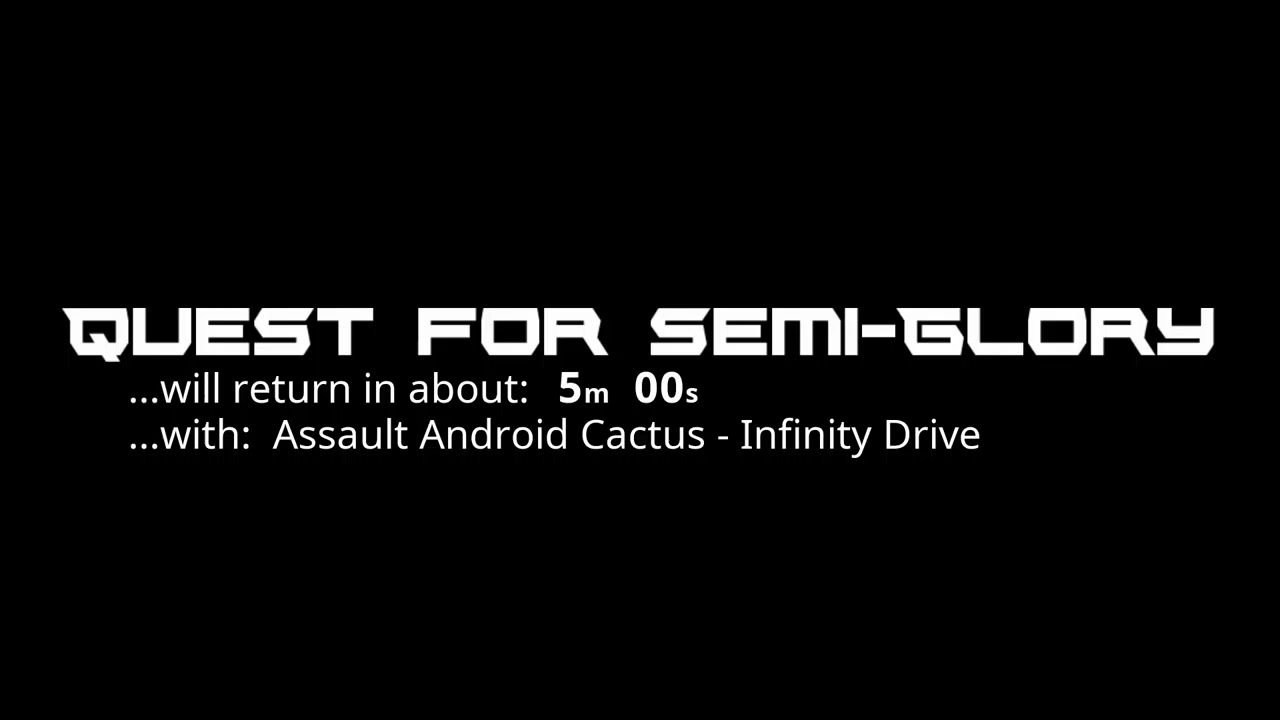 QUEST FOR SEMI-GLORY
...will return in about: 5m 00s
...with: Assault Android Cactus - Infinity Drive